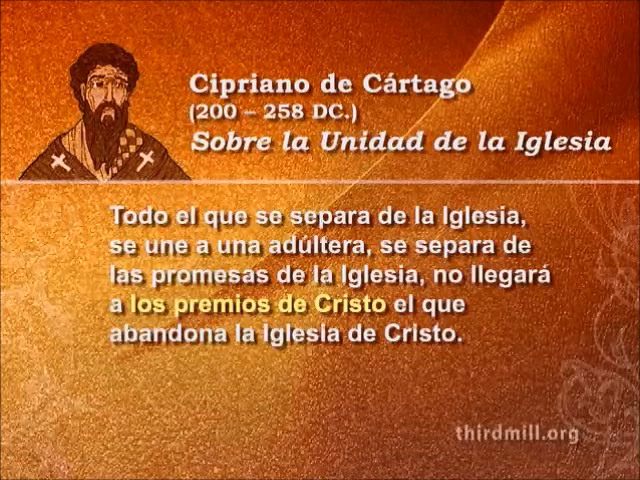 Cipriano de Cártago
(200 – 258 DC.)
Sobre la Unidad de la Iglesia
Todo el que se separa de la Iglesia,
se une a una adúltera, se separa de
las promesas de la Iglesia, no llegará
a los premios de Cristo el que
abandona la Iglesia de Cristo.
thirdmill.org